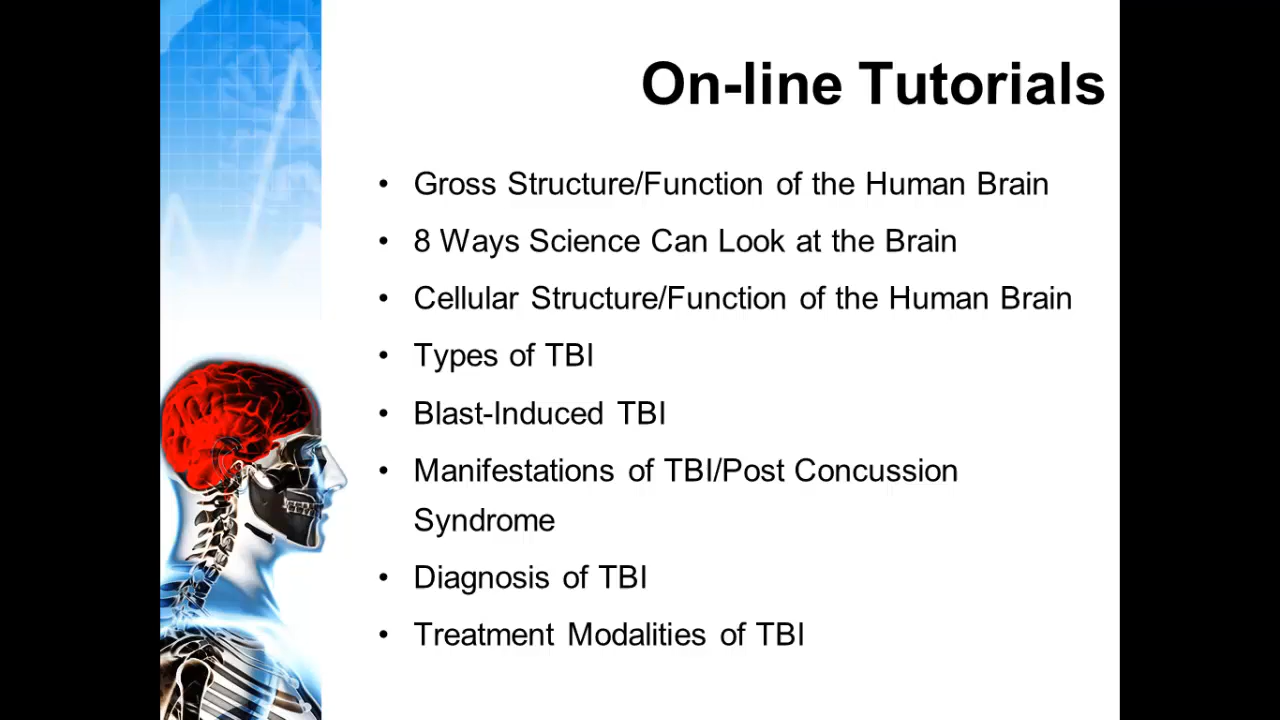 On-line Tutorials
• Gross Structure/Function of the Human Brain
• 8 Ways Science Can Look at the Brain
• Cellular Structure/Function of the Human Brain
• Types of TBI
• Blast-Induced TBI
• Manifestations of TBI/Post Concussion
Syndrome
• Diagnosis of TBI
• Treatment Modalities of TBI